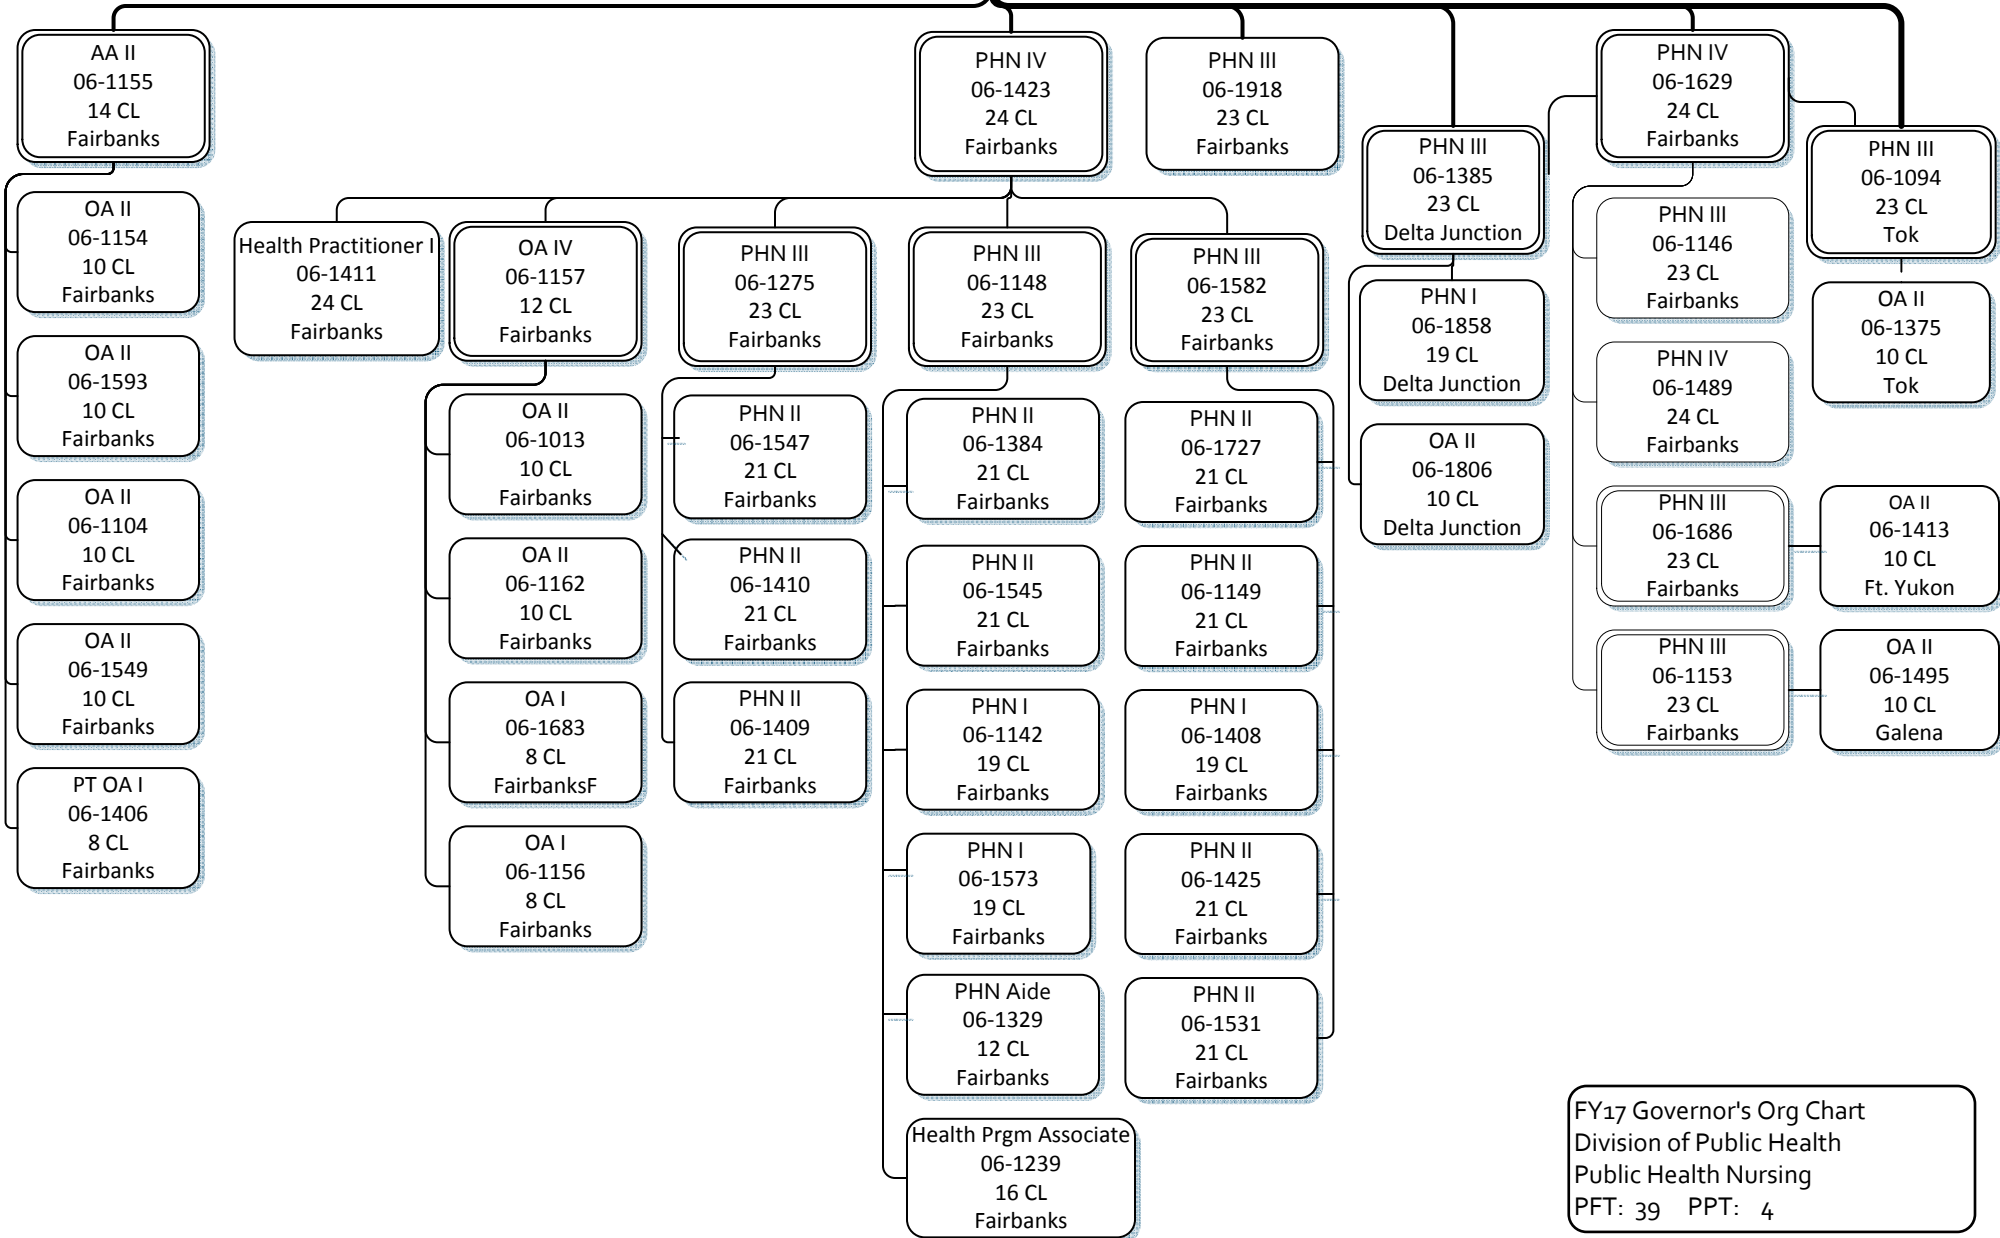 AA II
06-1155
14 CL
Fairbanks
OA II
06-1154
10 CL
Fairbanks
OA II
06-1593
10 CL
Fairbanks
OA II
06-1104
10 CL
Fairbanks
OA II
06-1549
10 CL
Fairbanks
PT OA I
06-1406
8 CL
Fairbanks
PHN IV
06-1423
24 CL
Fairbanks
Health Practitioner I
06-1411
24 CL
Fairbanks
OA IV
06-1157
12 CL
Fairbanks
OA II
06-1013
10 CL
Fairbanks
OA II
06-1162
10 CL
Fairbanks
OA I
06-1683
8 CL
FairbanksF
OA I
06-1156
8 CL
Fairbanks
PHN III
06-1275
23 CL
Fairbanks
PHN II
06-1547
21 CL
Fairbanks
PHN II
06-1410
21 CL
Fairbanks
PHN II
06-1409
21 CL
Fairbanks
PHN III
06-1148
23 CL
Fairbanks
PHN II
06-1384
21 CL
Fairbanks
PHN II
06-1545
21 CL
Fairbanks
PHN I
06-1142
19 CL
Fairbanks
PHN I
06-1573
19 CL
Fairbanks
PHN Aide
06-1329
12 CL
Fairbanks
Health Prgm Associate
06-1239
16 CL
Fairbanks
PHN III
06-1582
23 CL
Fairbanks
PHN II
06-1727
21 CL
Fairbanks
PHN II
06-1149
21 CL
Fairbanks
PHN I
06-1408
19 CL
Fairbanks
PHN II
06-1425
21 CL
Fairbanks
PHN II
06-1531
21 CL
Fairbanks
PHN III
06-1918
23 CL
Fairbanks
PHN III
06-1385
23 CL
Delta Junction
PHN I
06-1858
19 CL
Delta Junction
OA II
06-1806
10 CL
Delta Junction
PHN IV
06-1629
24 CL
Fairbanks
PHN III
06-1146
23 CL
Fairbanks
PHN IV
06-1489
24 CL
Fairbanks
PHN III
06-1686
23 CL
Fairbanks
OA II
06-1413
10 CL
Ft. Yukon
PHN III
06-1153
23 CL
Fairbanks
OA II
06-1495
10 CL
Galena
PHN III
06-1094
23 CL
Tok
OA II
06-1375
10 CL
Tok
FY17 Governor's Org Chart
Division of Public Health
Public Health Nursing
PFT: 39 PPT: 4